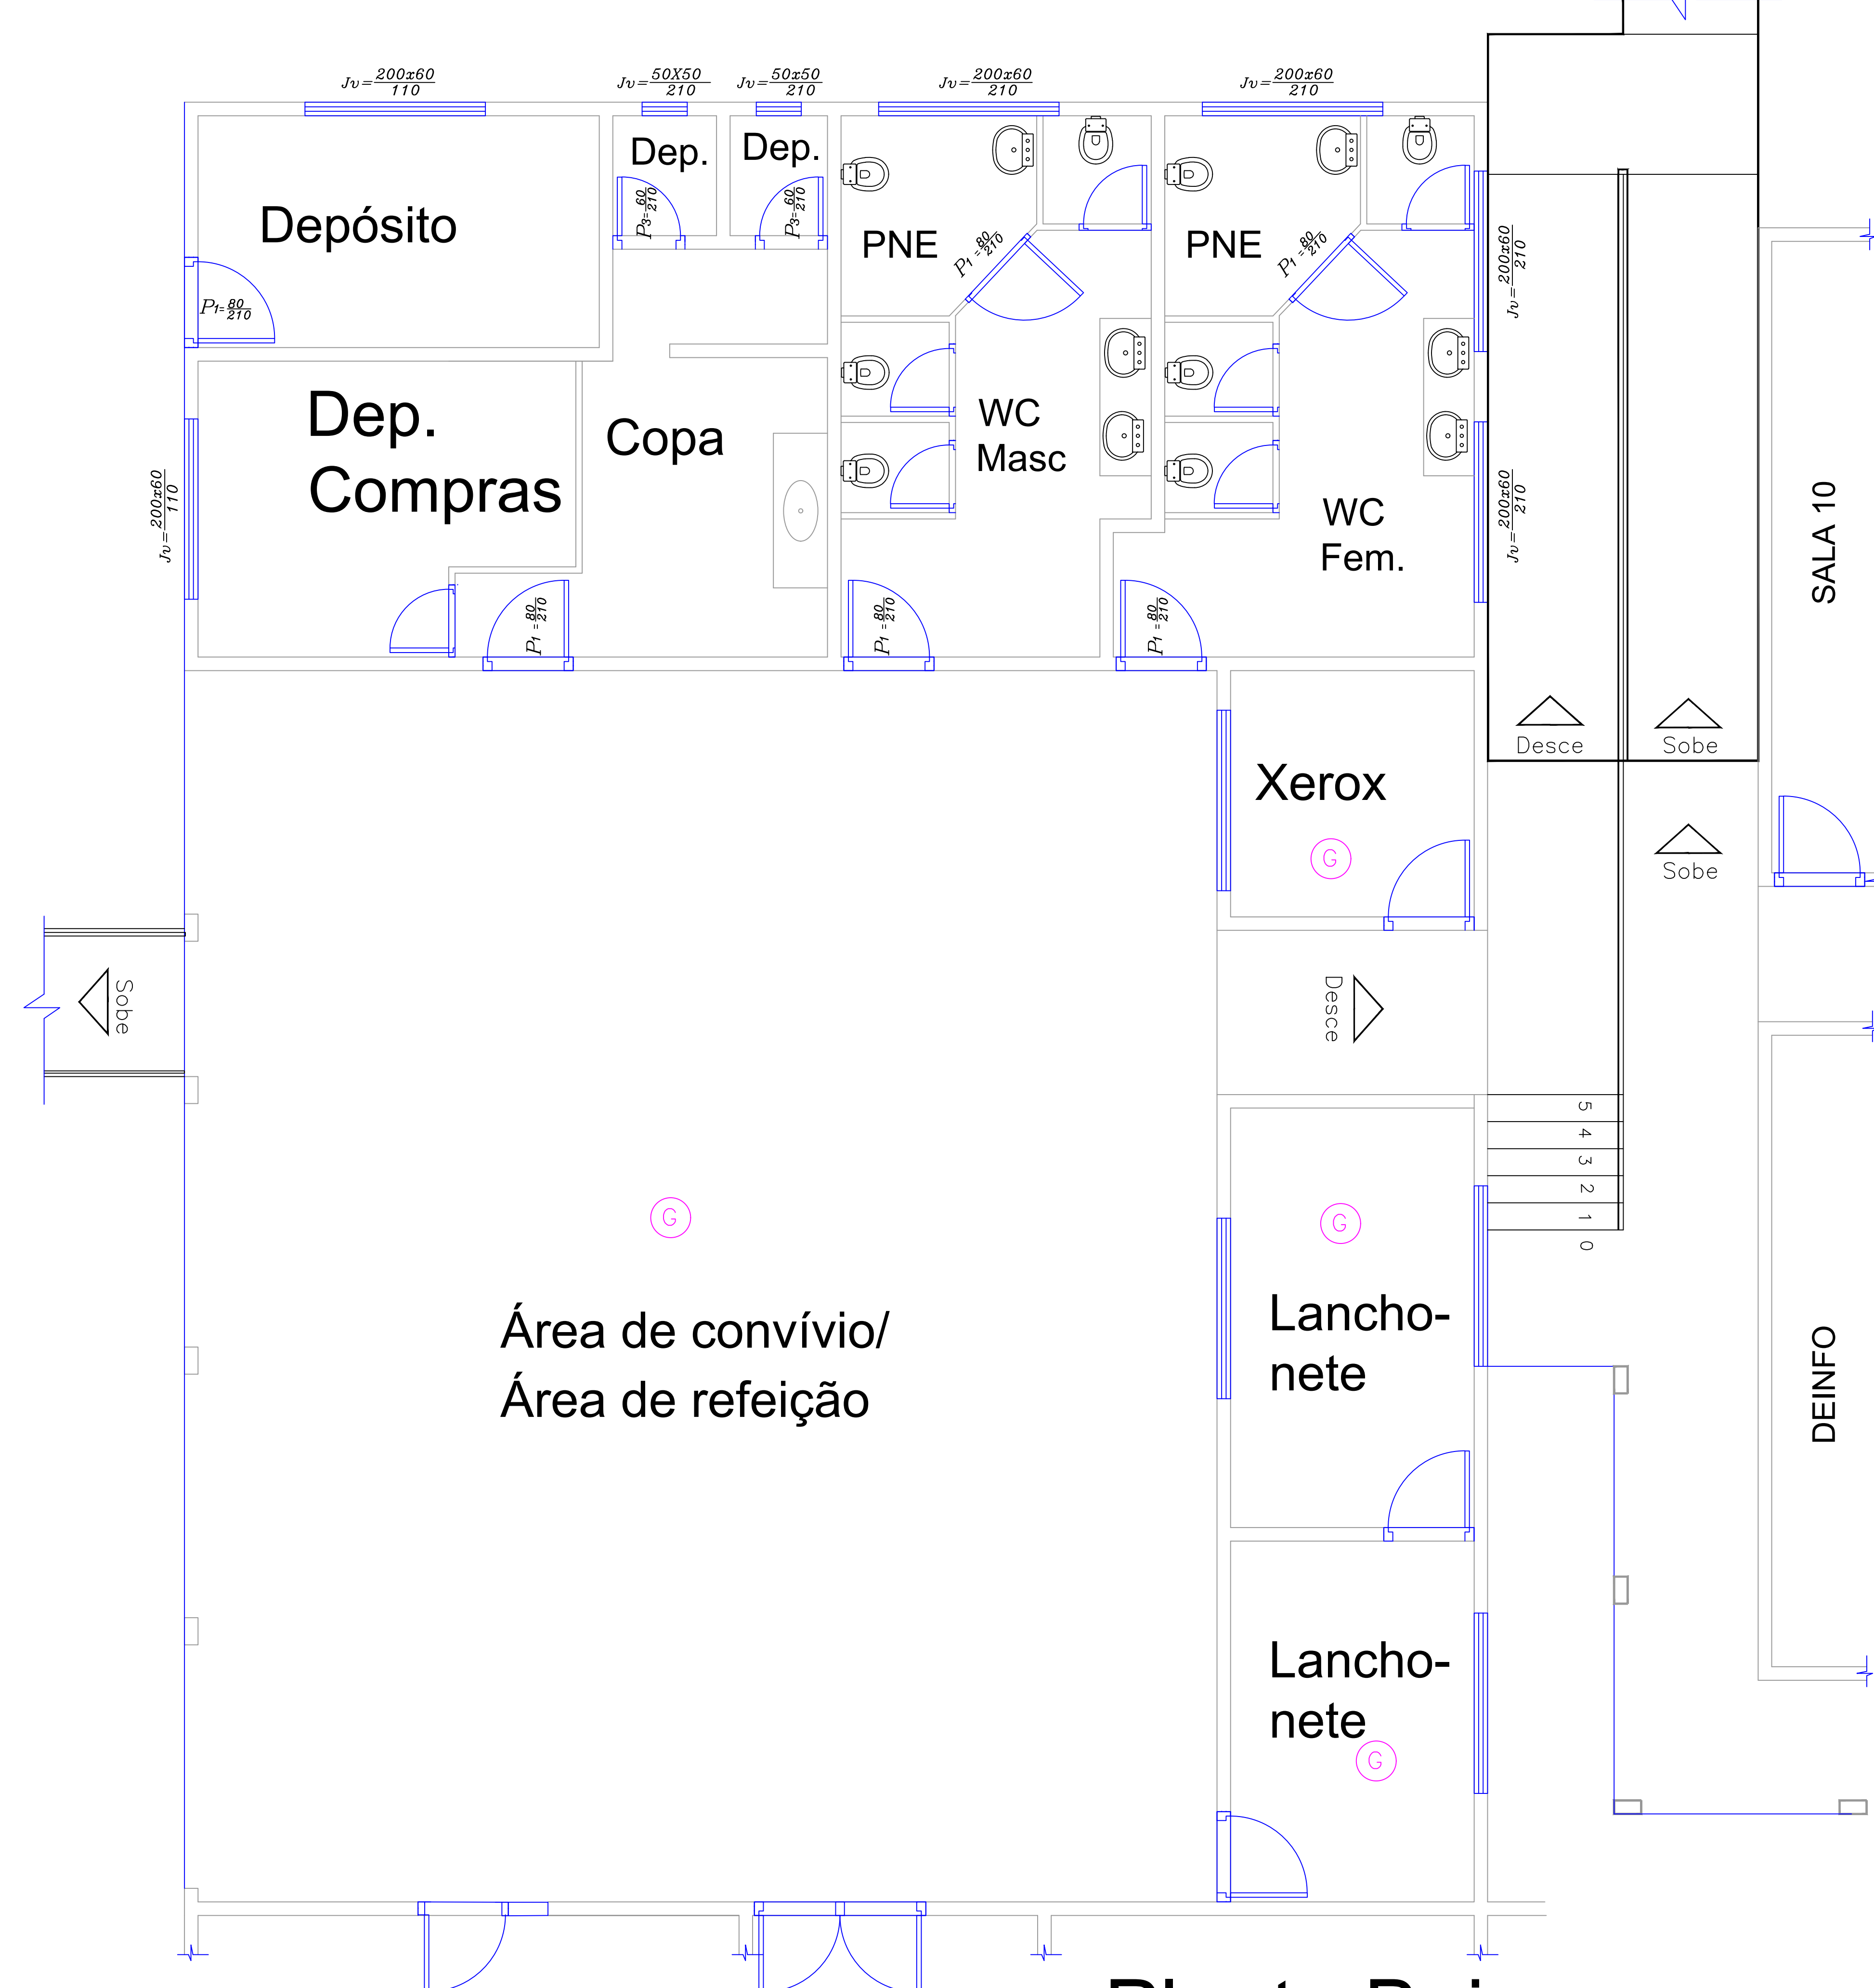 Jv=200x60/110
Jv=50X50/210
Jv=50x50/210
Jv=200x60/210
Jv=200x60/210
Depósito
P1=80/210
Dep.
P3=60/210
Dep.
P3=60/210
PNE
P1=80/210
PNE
P1=80/210
Jv=200x60/210
Dep.
Compras
Jv=200x60/110
Copa
P1=80/210
WC
Masc
P1=80/210
WC
Fem.
P1=80/210
Jv=200x60/210
SALA 10
Desce
Sobe
Sobe
Xerox
G
Sobe
Desce
5
4
3
2
1
0
G
Área de convívio/
Área de refeição
G
Lancho-
nete
DEINFO
Lancho-
nete
G